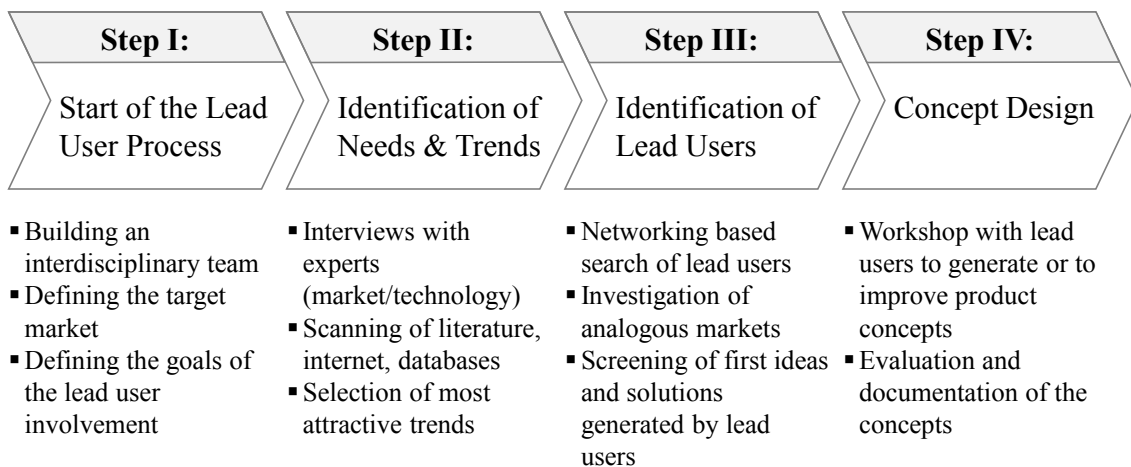 Step I:
Start of the Lead
User Process
▪ Building an
interdisciplinary team
▪ Defining the target
market
▪ Defining the goals of
the lead user
involvement
Step II:
Identification of
Needs & Trends
▪ Interviews with
experts
(market/technology)
▪ Scanning of literature,
internet, databases
▪ Selection of most
attractive trends
Step III:
Identification of
Lead Users
▪ Networking based
search of lead users
▪ Investigation of
analogous markets
▪ Screening of first ideas
and solutions
generated by lead
users
Step IV:
Concept Design
▪ Workshop with lead
users to generate or to
improve product
concepts
▪ Evaluation and
documentation of the
concepts